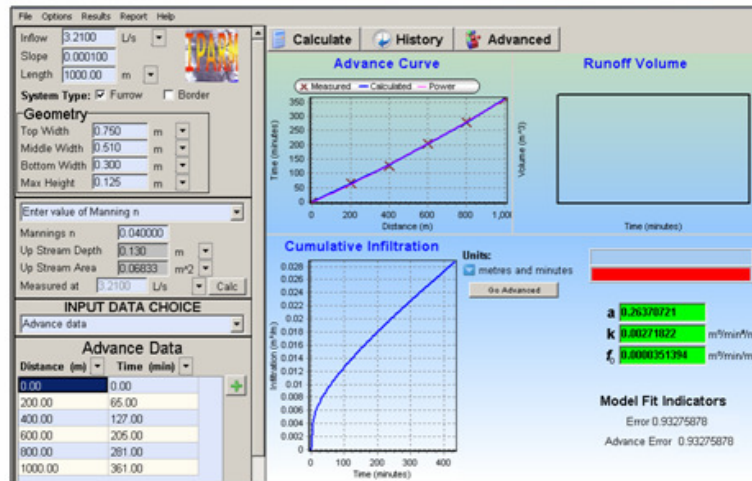 File Options Results Report Help
Inflow 3.2100 L/s
Slope 0.000100
Length 1000.00 m
IPARM
System Type: Furrow Border
Geometry
Top Width 0.750 m
Middle Width 0.510 m
Bottom Width 0.300 m
Max Height 0.125 m
Enter value of Manning n
Mannings n 0.040000
Up Stream Depth 0.130 m
Up Stream Area 0.06833 m^2
Measured at 3.2100 L/s Calc
INPUT DATA CHOICE
Advance data
Advance Data
Distance (m) Time (min)
0.00 0.00
200.00 65.00
400.00 127.00
600.00 205.00
800.00 281.00
1000.00 361.00
Calculate History Advanced
Advance Curve
Measured Calculated Power
Time (minutes)
350
300
250
200
150
100
50
0
0 200 400 600 800 1,00
Distance (m)
Runoff Volume
Volume (m^3)
Time (minutes)
Cumulative Infiltration
Infiltration (m³/m)
0.028
0.026
0.024
0.022
0.02
0.018
0.016
0.014
0.012
0.01
0.008
0.006
0.004
0.002
0
0 100 200 300 400
Time (minutes)
Units:
metres and minutes
Go Advanced
a 0.26370721
k 0.00271822 m³/minª/m
f₀ 0.0000351394 m³/min/m
Model Fit Indicators
Error 0.93275878
Advance Error 0.93275878